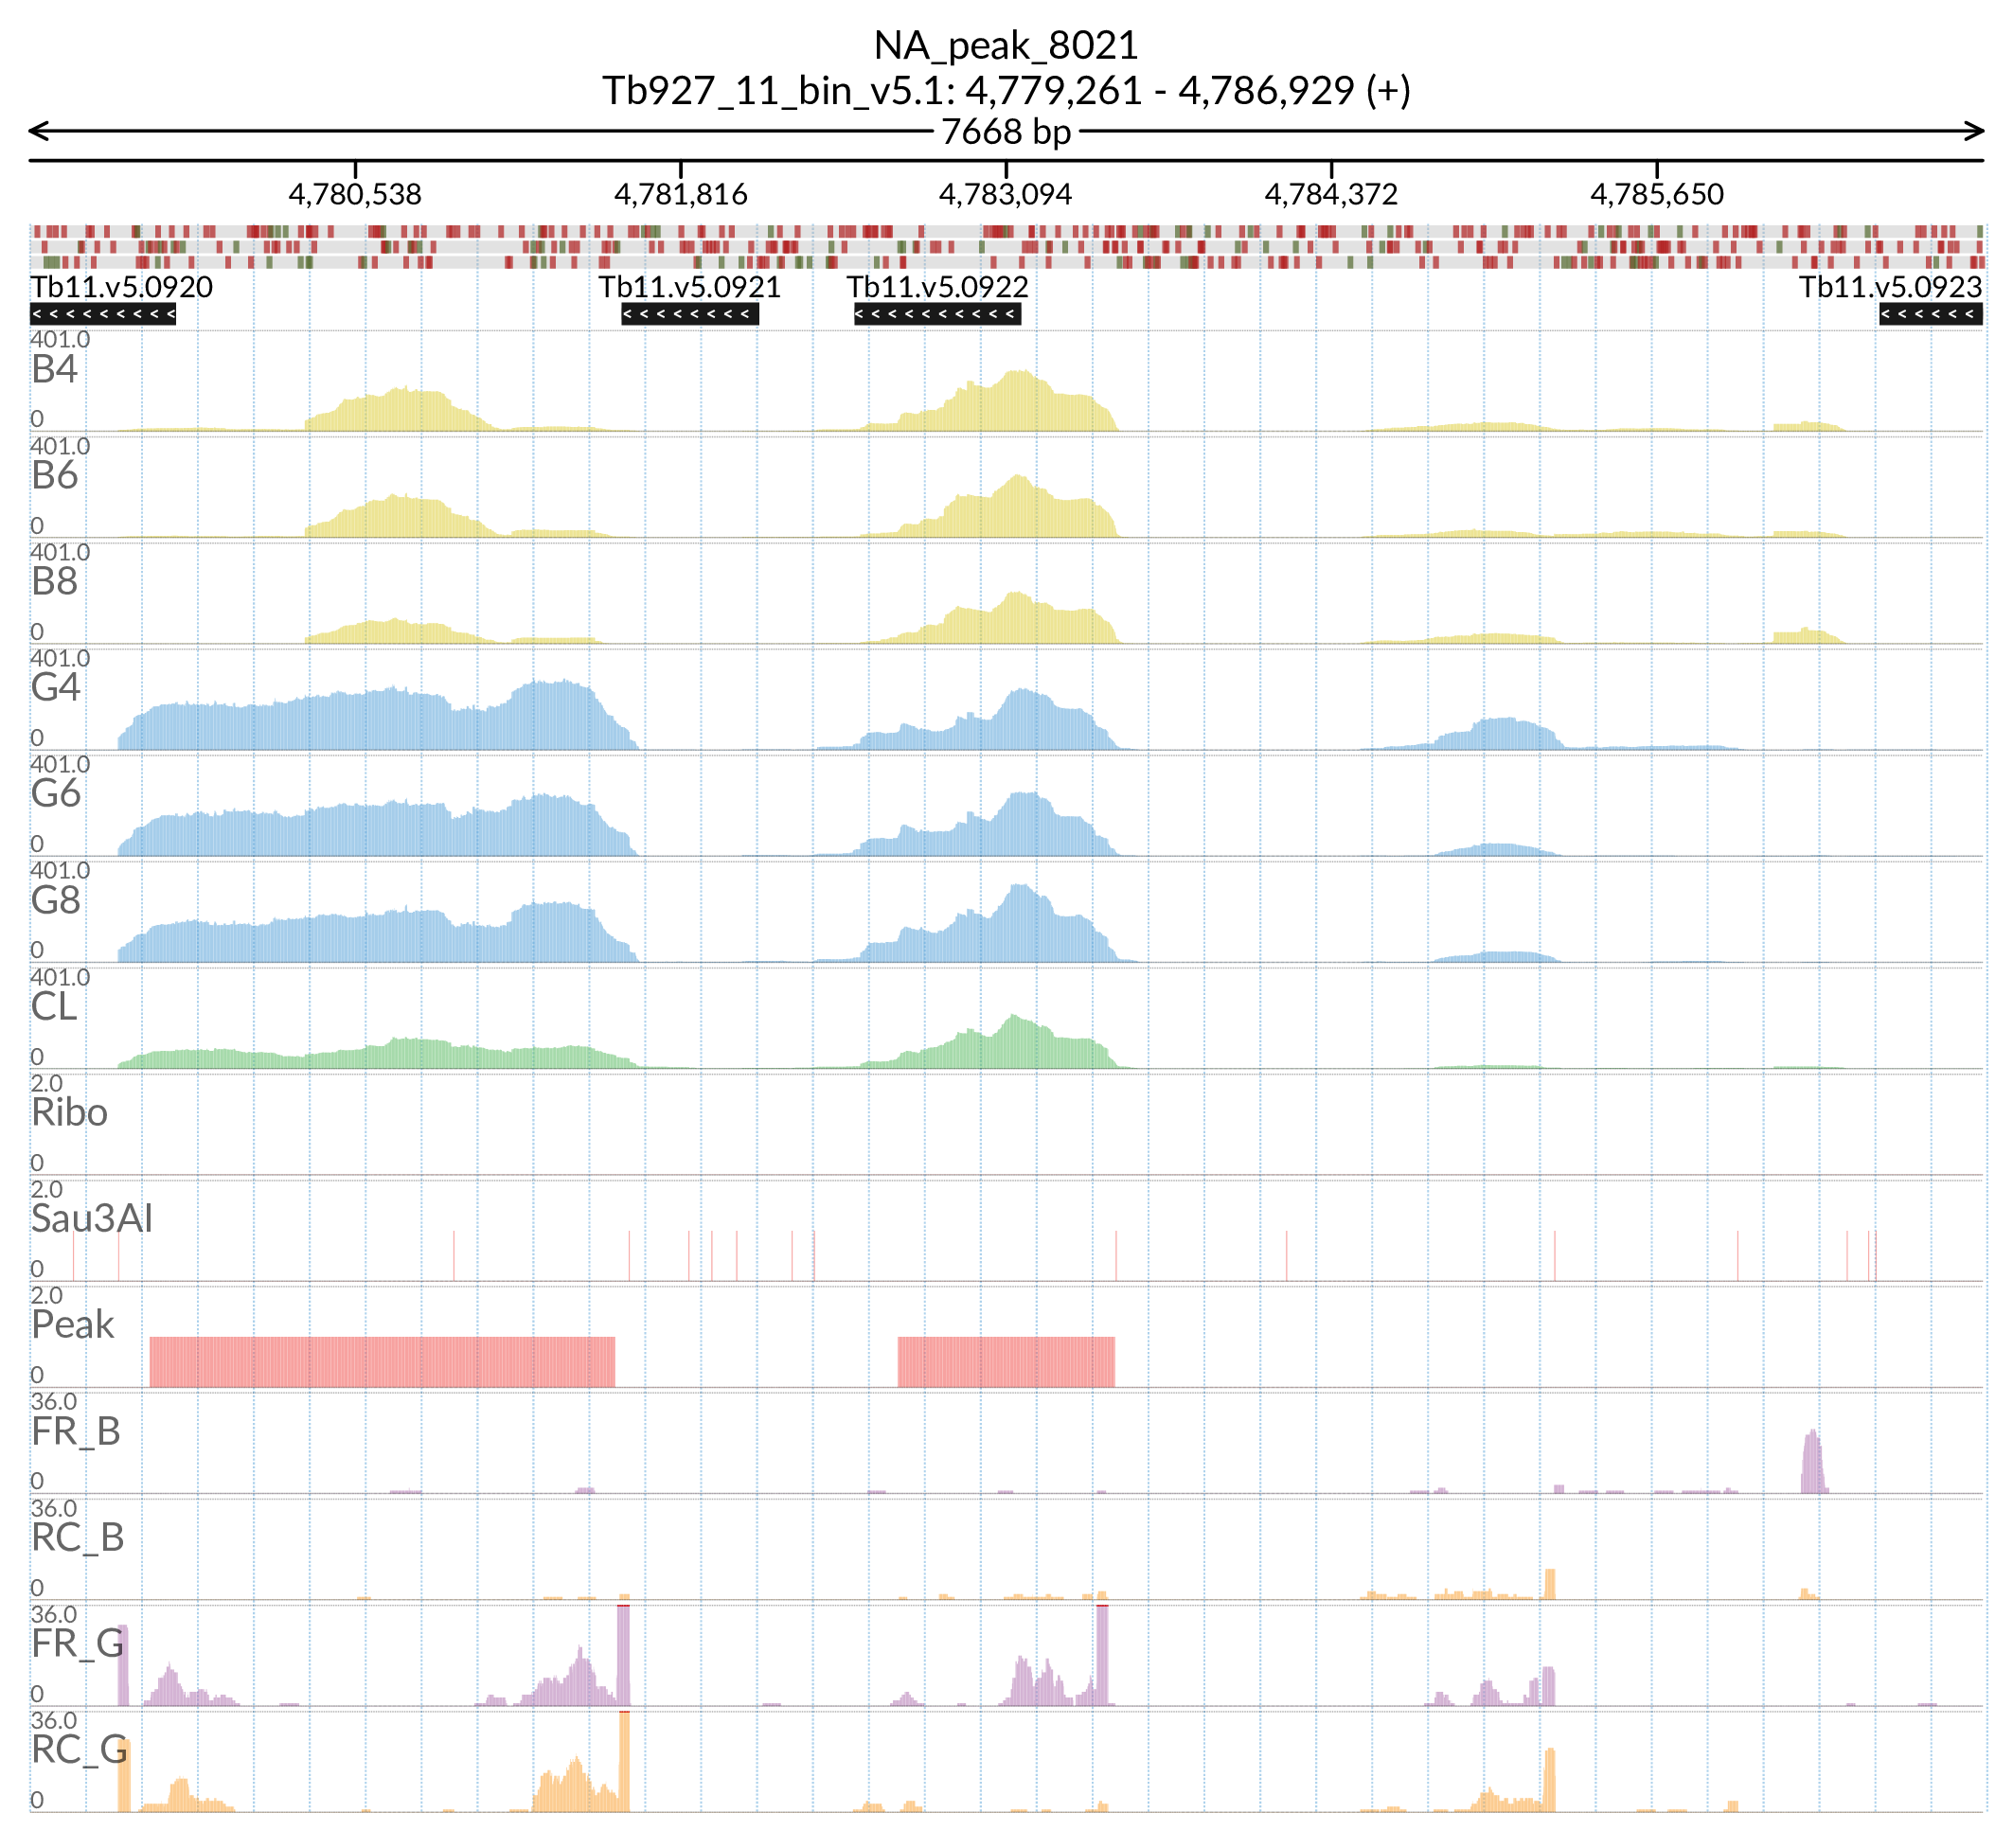 NA_peak_8021
Tb927_11_bin_v5.1: 4,779,261 - 4,786,929 (+)
7668 bp
4,780,538 4,781,816 4,783,094 4,784,372 4,785,650
Tb11.v5.0920 Tb11.v5.0921 Tb11.v5.0922 Tb11.v5.0923
401.0
B4
0
401.0
B6
0
401.0
B8
0
401.0
G4
0
401.0
G6
0
401.0
G8
0
401.0
CL
0
2.0
Ribo
0
2.0
Sau3AI
0
2.0
Peak
0
36.0
FR_B
0
36.0
RC_B
0
36.0
FR_G
0
36.0
RC_G
0